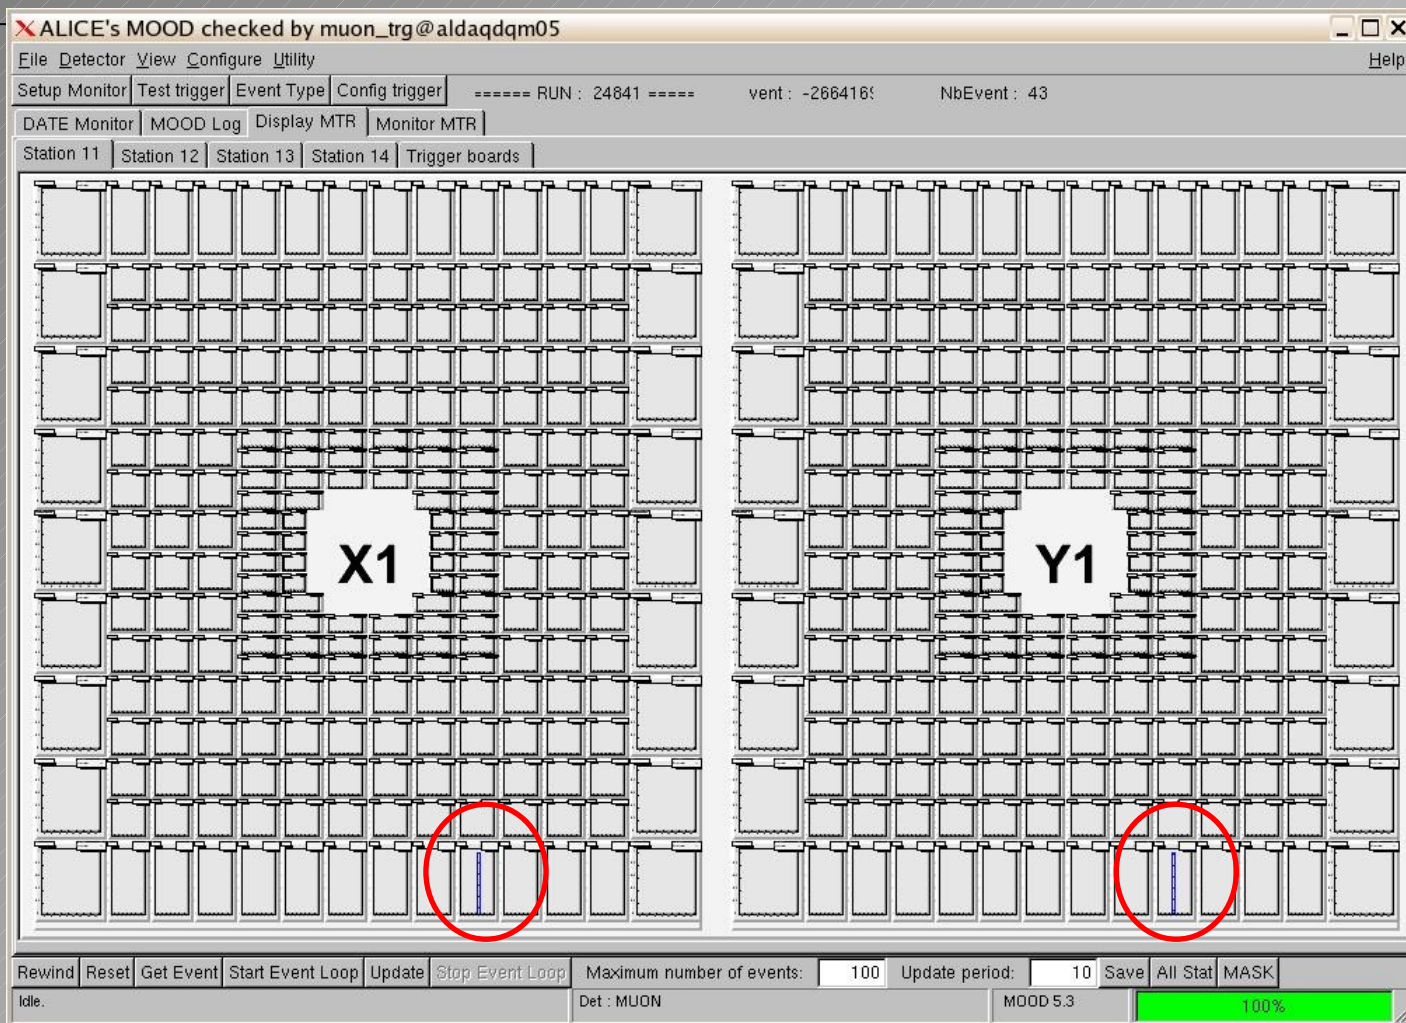 ALICE's MOOD checked by muon_trg@aldaqdqm05
File Detector View Configure Utility Help
Setup Monitor Test trigger Event Type Config trigger ====== RUN : 24841 ===== vent : -266416 NbEvent : 43
DATE Monitor MOOD Log Display MTR Monitor MTR
Station 11 Station 12 Station 13 Station 14 Trigger boards
X1 Y1
Rewind Reset Get Event Start Event Loop Update Stop Event Loop Maximum number of events: 100 Update period: 10 Save All Stat MASK
Idle. Det : MUON MOOD 5.3 100%